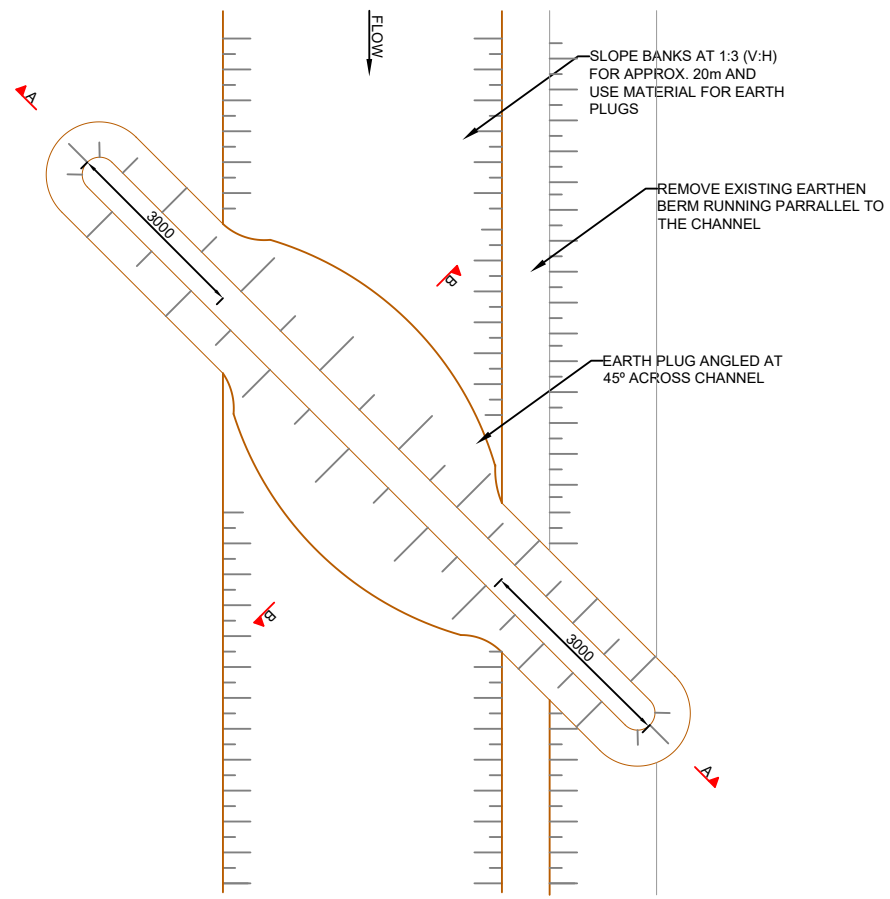 FLOW
SLOPE BANKS AT 1:3 (V:H)
FOR APPROX. 20m AND
USE MATERIAL FOR EARTH
PLUGS
A
3000
REMOVE EXISTING EARTHEN
BERM RUNNING PARRALLEL TO
THE CHANNEL
B
EARTH PLUG ANGLED AT
45º ACROSS CHANNEL
B
3000
A